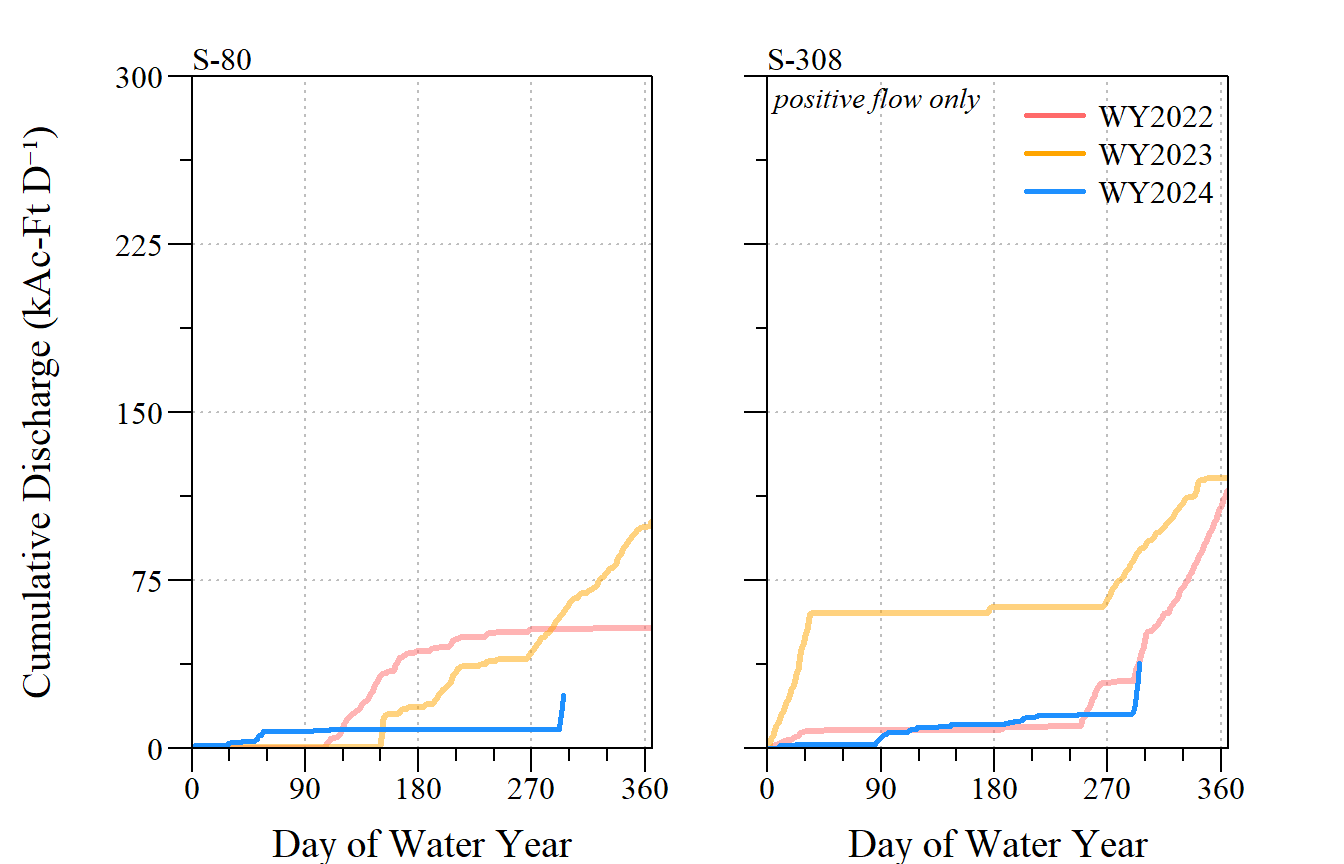 S-80
S-308
positive flow only
WY2022
WY2023
WY2024
Cumulative Discharge (kAc-Ft D⁻¹)
300
225
150
75
0
0 90 180 270 360
0 90 180 270 360
Day of Water Year
Day of Water Year